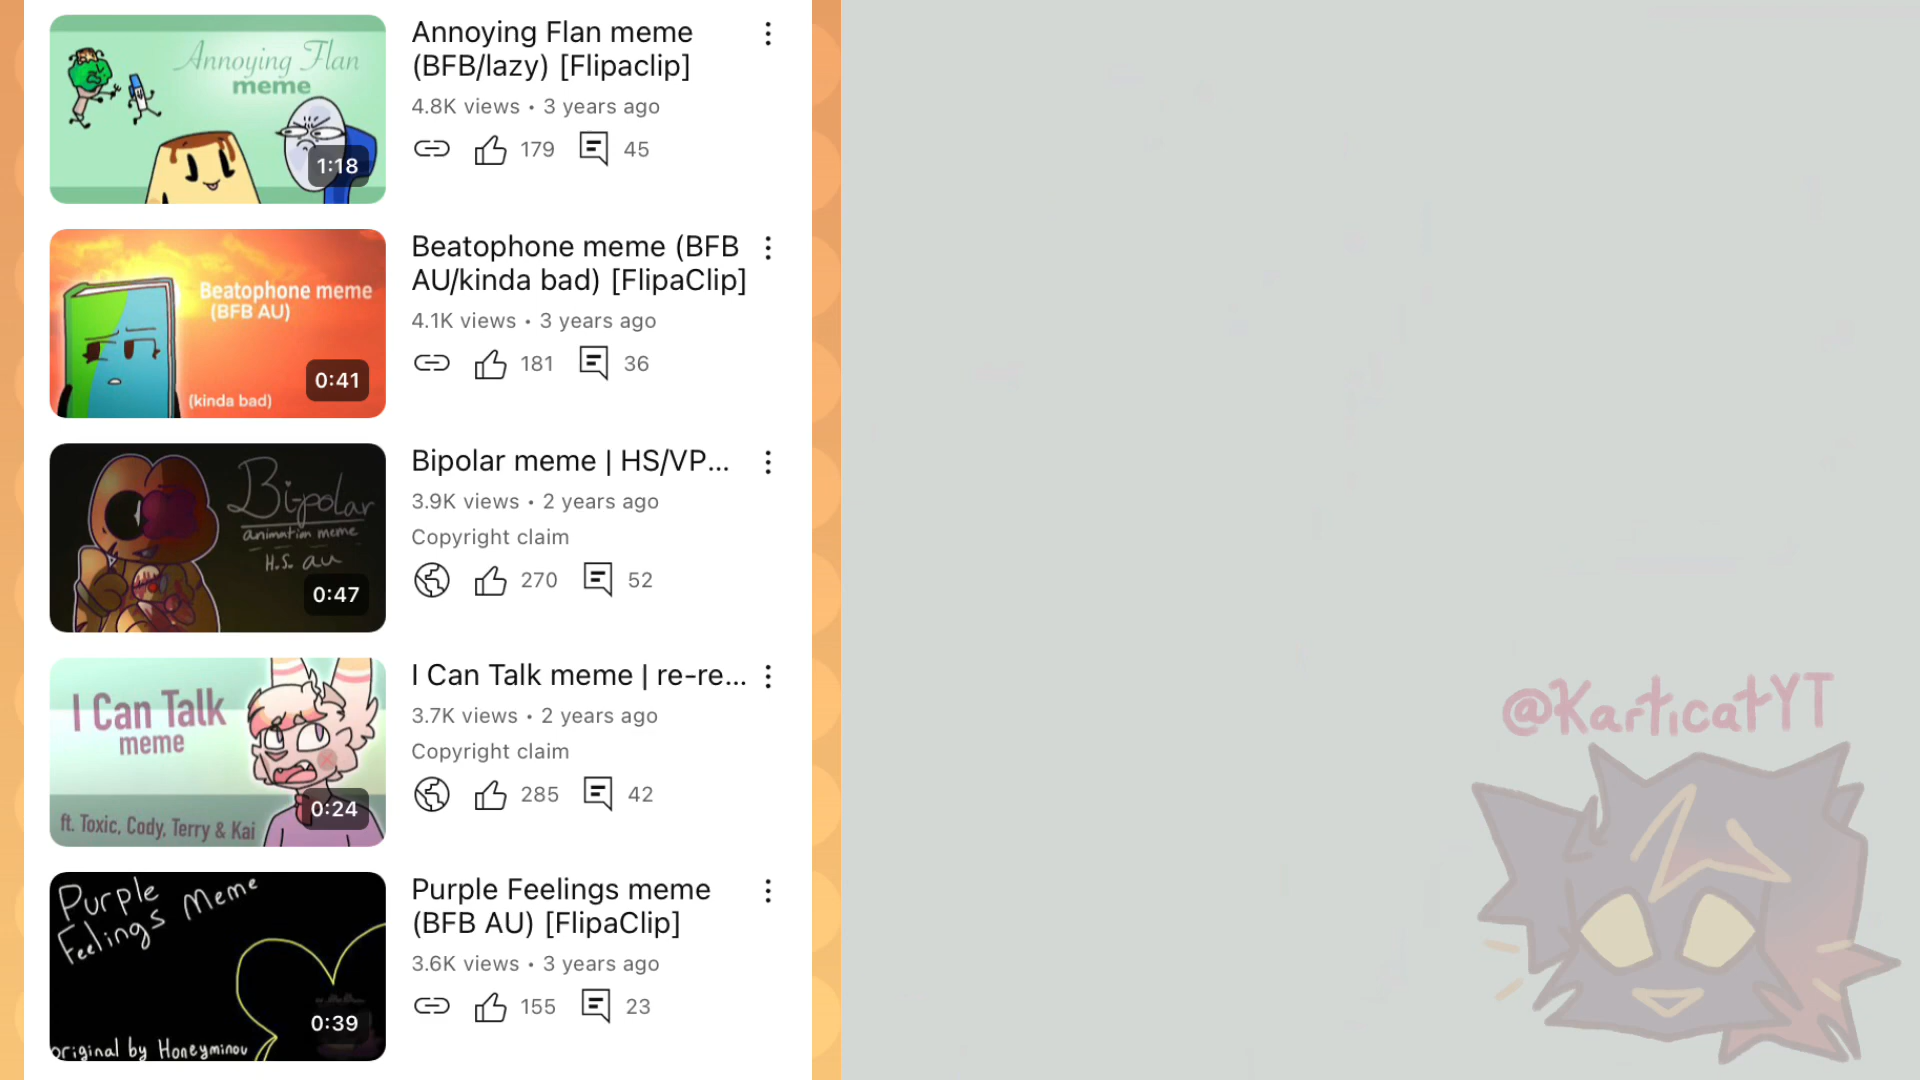 Annoying Flan
meme
1:18
Annoying Flan meme
(BFB/lazy) [Flipaclip]
4.8K views • 3 years ago
179 45
Beatophone meme
(BFB AU)
(kinda bad)
0:41
Beatophone meme (BFB
AU/kinda bad) [FlipaClip]
4.1K views • 3 years ago
181 36
Bipolar
animation meme
H.S. au
0:47
Bipolar meme | HS/VP...
3.9K views • 2 years ago
Copyright claim
270 52
I Can Talk
meme
ft. Toxic, Cody, Terry & Kai
0:24
I Can Talk meme | re-re...
3.7K views • 2 years ago
Copyright claim
285 42
Purple
Feelings Meme
original by Honeyminou
0:39
Purple Feelings meme
(BFB AU) [FlipaClip]
3.6K views • 3 years ago
155 23
@KarticatYT